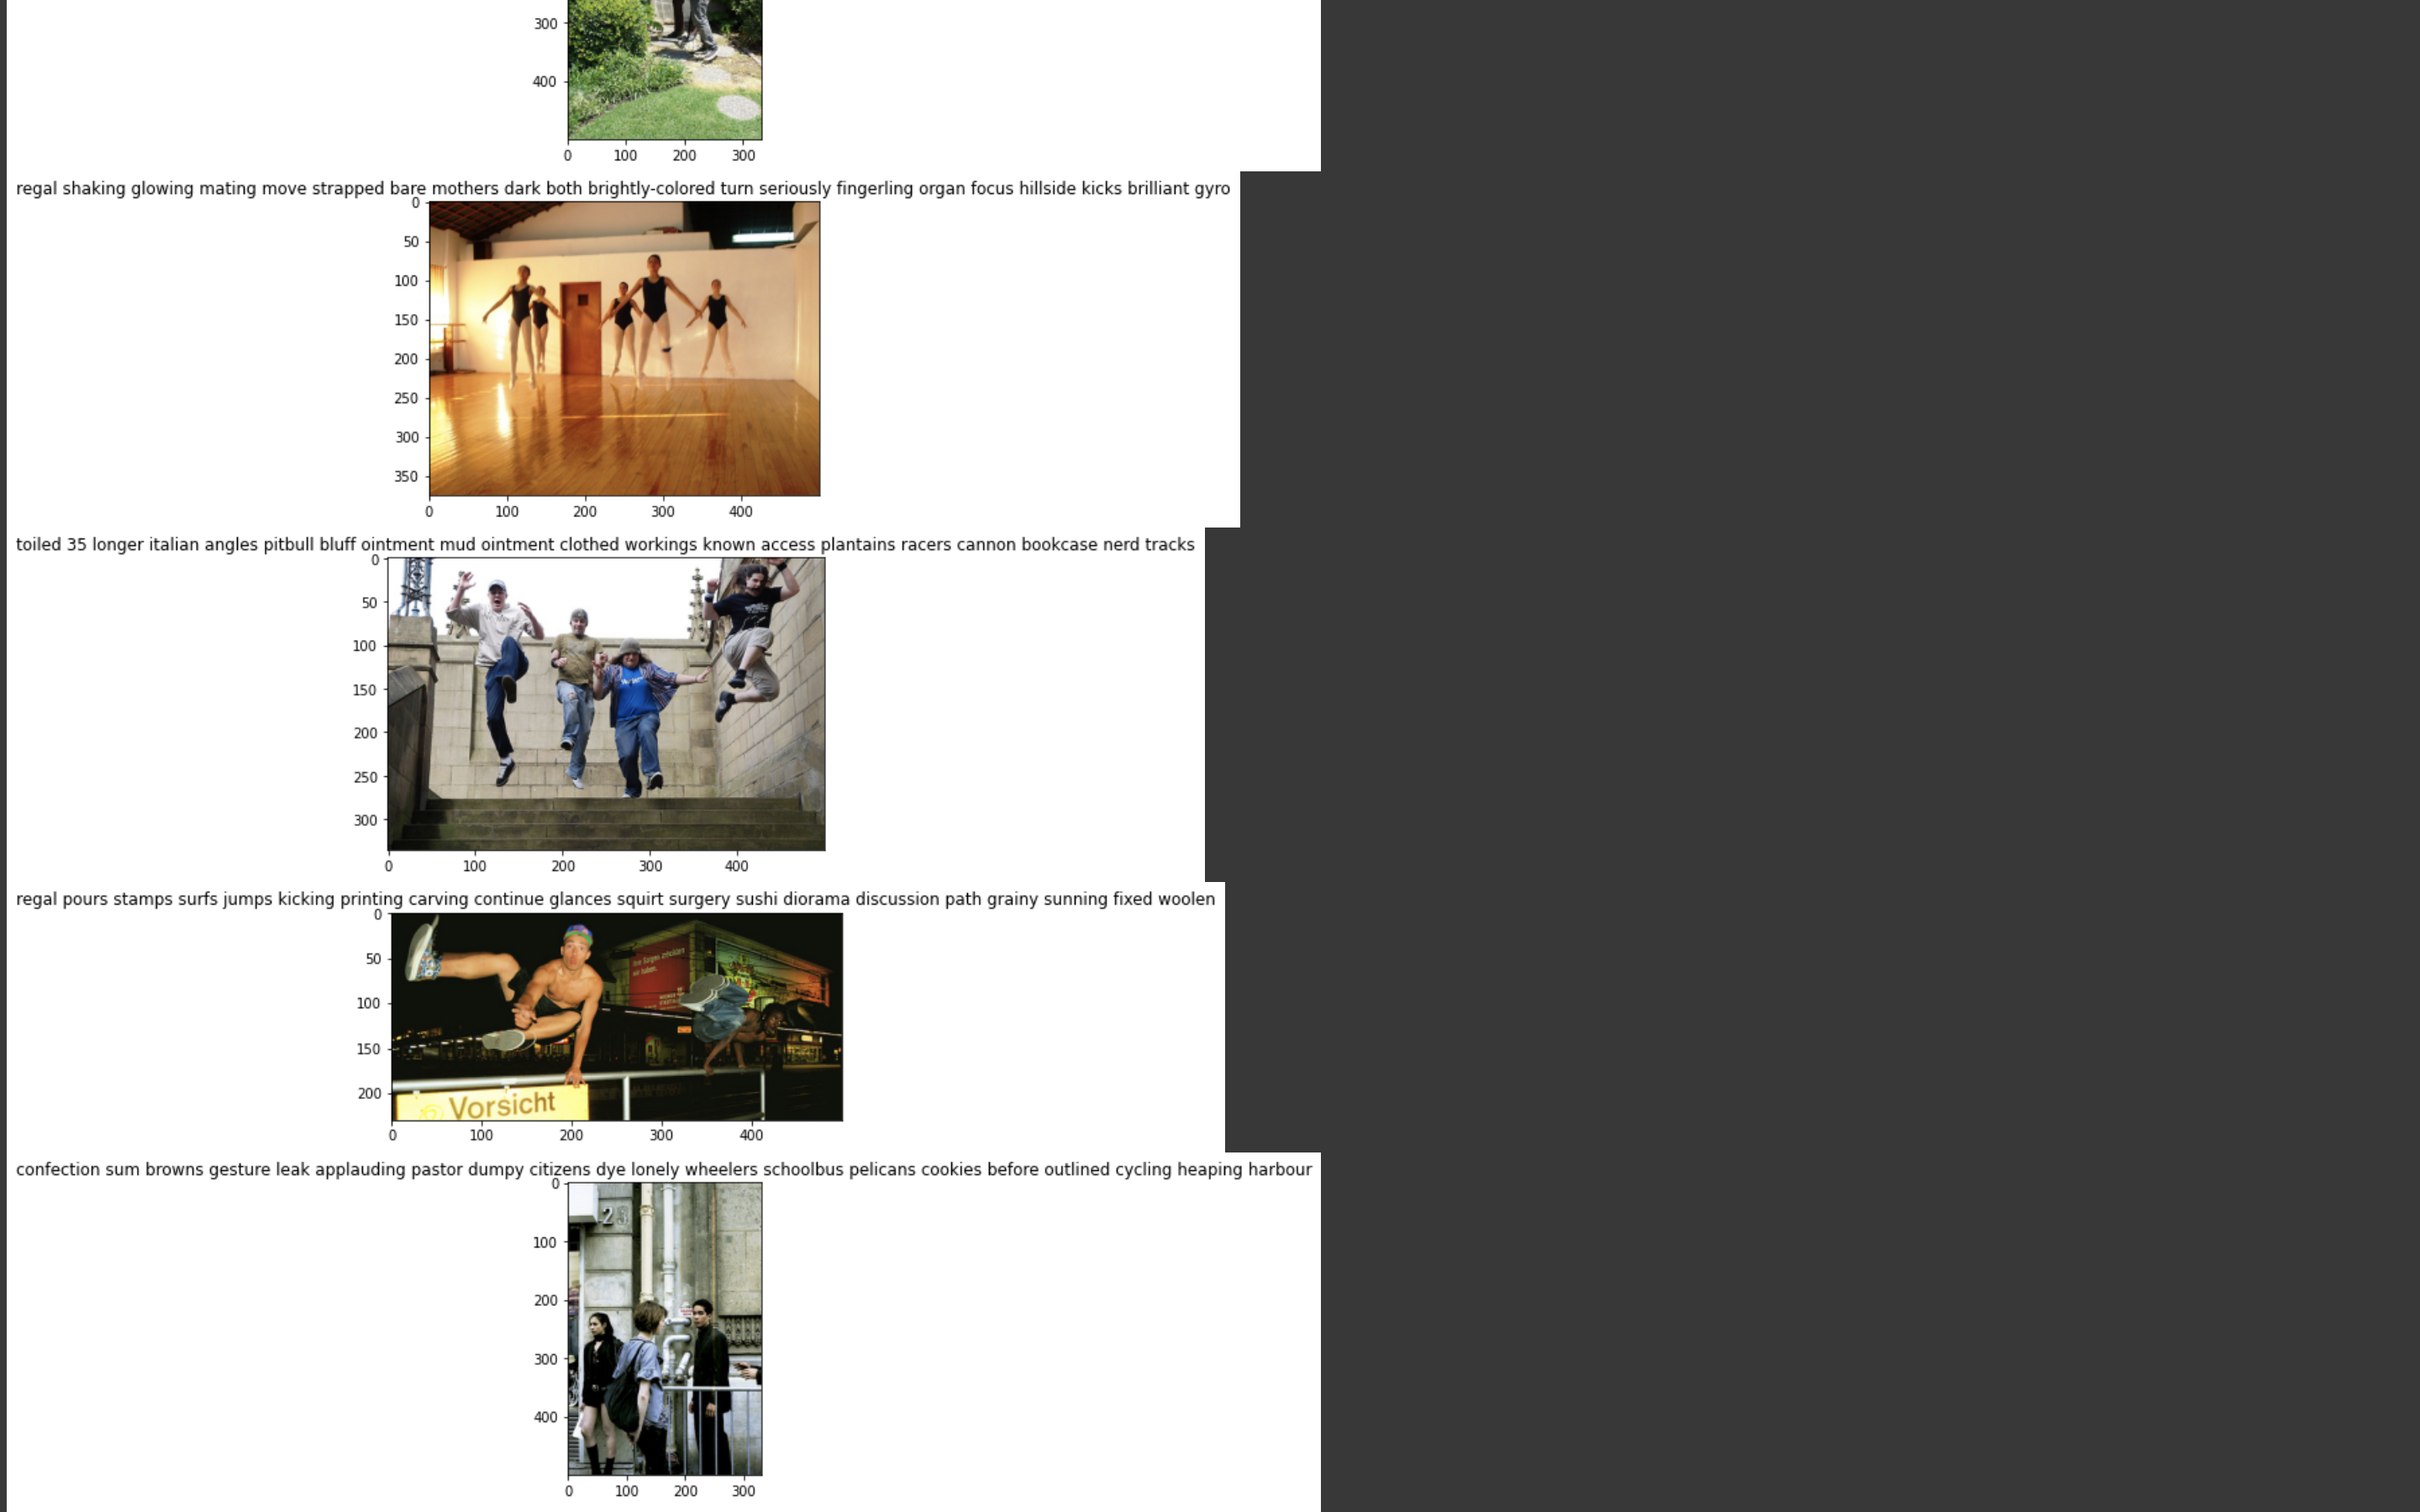 300
400
0 100 200 300
regal shaking glowing mating move strapped bare mothers dark both brightly-colored turn seriously fingerling organ focus hillside kicks brilliant gyro
0
50
100
150
200
250
300
350
0 100 200 300 400
toiled 35 longer italian angles pitbull bluff ointment mud ointment clothed workings known access plantains racers cannon bookcase nerd tracks
0
50
100
150
200
250
300
0 100 200 300 400
regal pours stamps surfs jumps kicking printing carving continue glances squirt surgery sushi diorama discussion path grainy sunning fixed woolen
0
50
100
150
200
Vorsicht
0 100 200 300 400
confection sum browns gesture leak applauding pastor dumpy citizens dye lonely wheelers schoolbus pelicans cookies before outlined cycling heaping harbour
0
23
100
200
300
400
0 100 200 300